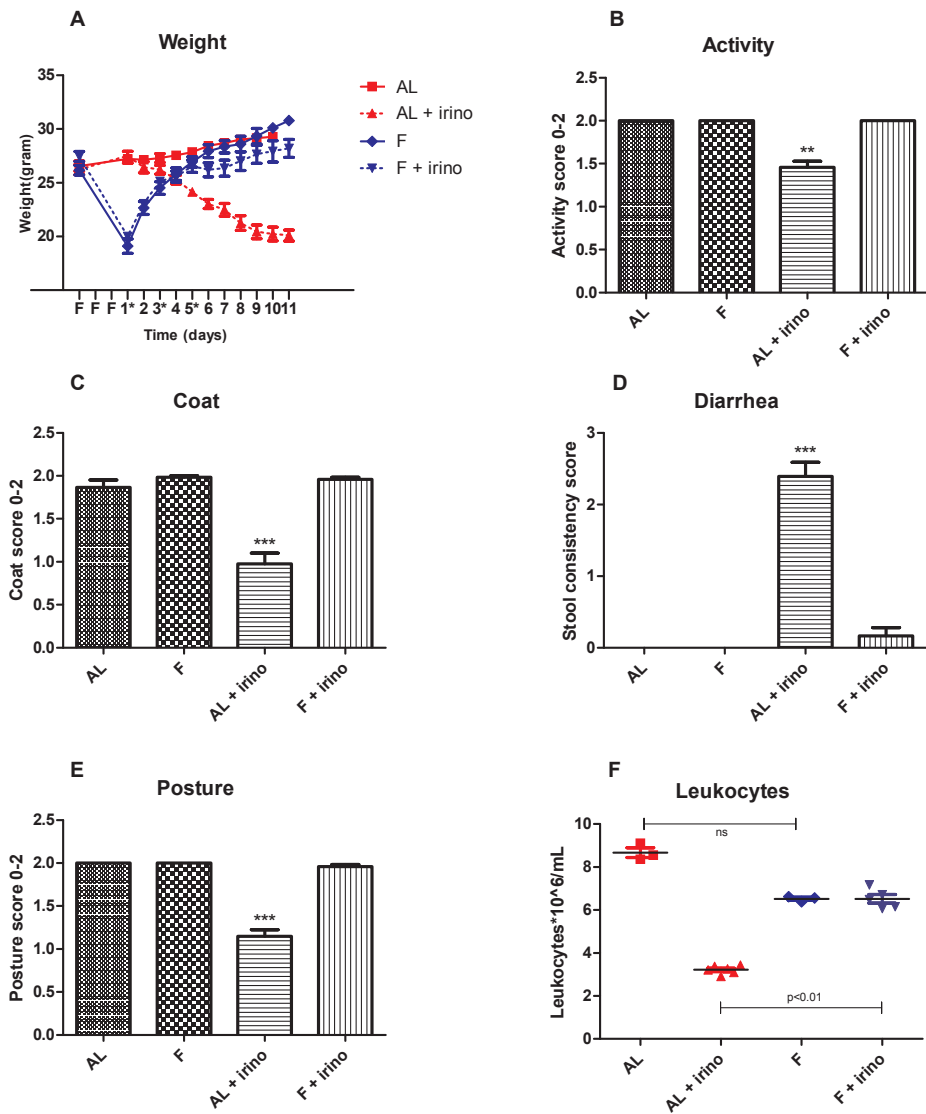 A
Weight
35
30
25
20
Weight(gram)
F F F 1* 2 3* 4 5* 6 7 8 9 10 11
Time (days)
AL
AL + irino
F
F + irino
B
Activity
2.0
1.5
1.0
0.5
0.0
Activity score 0-2
**
AL F AL + irino F + irino
C
Coat
2.5
2.0
1.5
1.0
0.5
0.0
Coat score 0-2
***
AL F AL + irino F + irino
D
Diarrhea
3
2
1
0
Stool consistency score
***
AL F AL + irino F + irino
E
Posture
2.5
2.0
1.5
1.0
0.5
0.0
Posture score 0-2
***
AL F AL + irino F + irino
F
Leukocytes
10
8
6
4
2
0
Leukocytes*10^6/mL
ns
p<0.01
AL AL + irino F F + irino